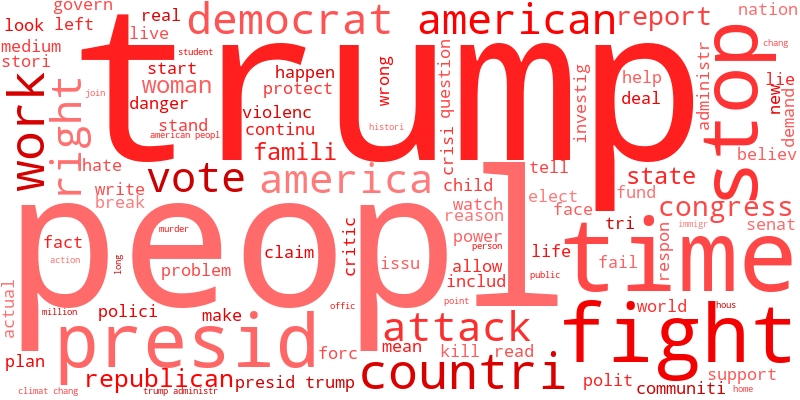 govern
nation
look left real
democrat american report
trump
live
medium
stori
student
chang
stop
work
right
start
woman
join
danger
american peopl
stand
happen
protect
wrong
violenc
continu
histori
question
crisi
investig
help
deal
administr
new
lie
demand
believ
hate
write
break
vote
famili
america
tell
child
watch
reason
elect
face
fund
state
congress
senat
peopl
time
tri
immigr
respon
fact
action
long
murder
problem
claim
critic
issu
power
person
allow
includ
life
public
fail
actual
million
polici
make
offic
point
world
hous
fight
presid
attack
plan
forc
mean
kill
read
republican
presid trump
countri
polit
support
communiti
home
climat chang
trump administr